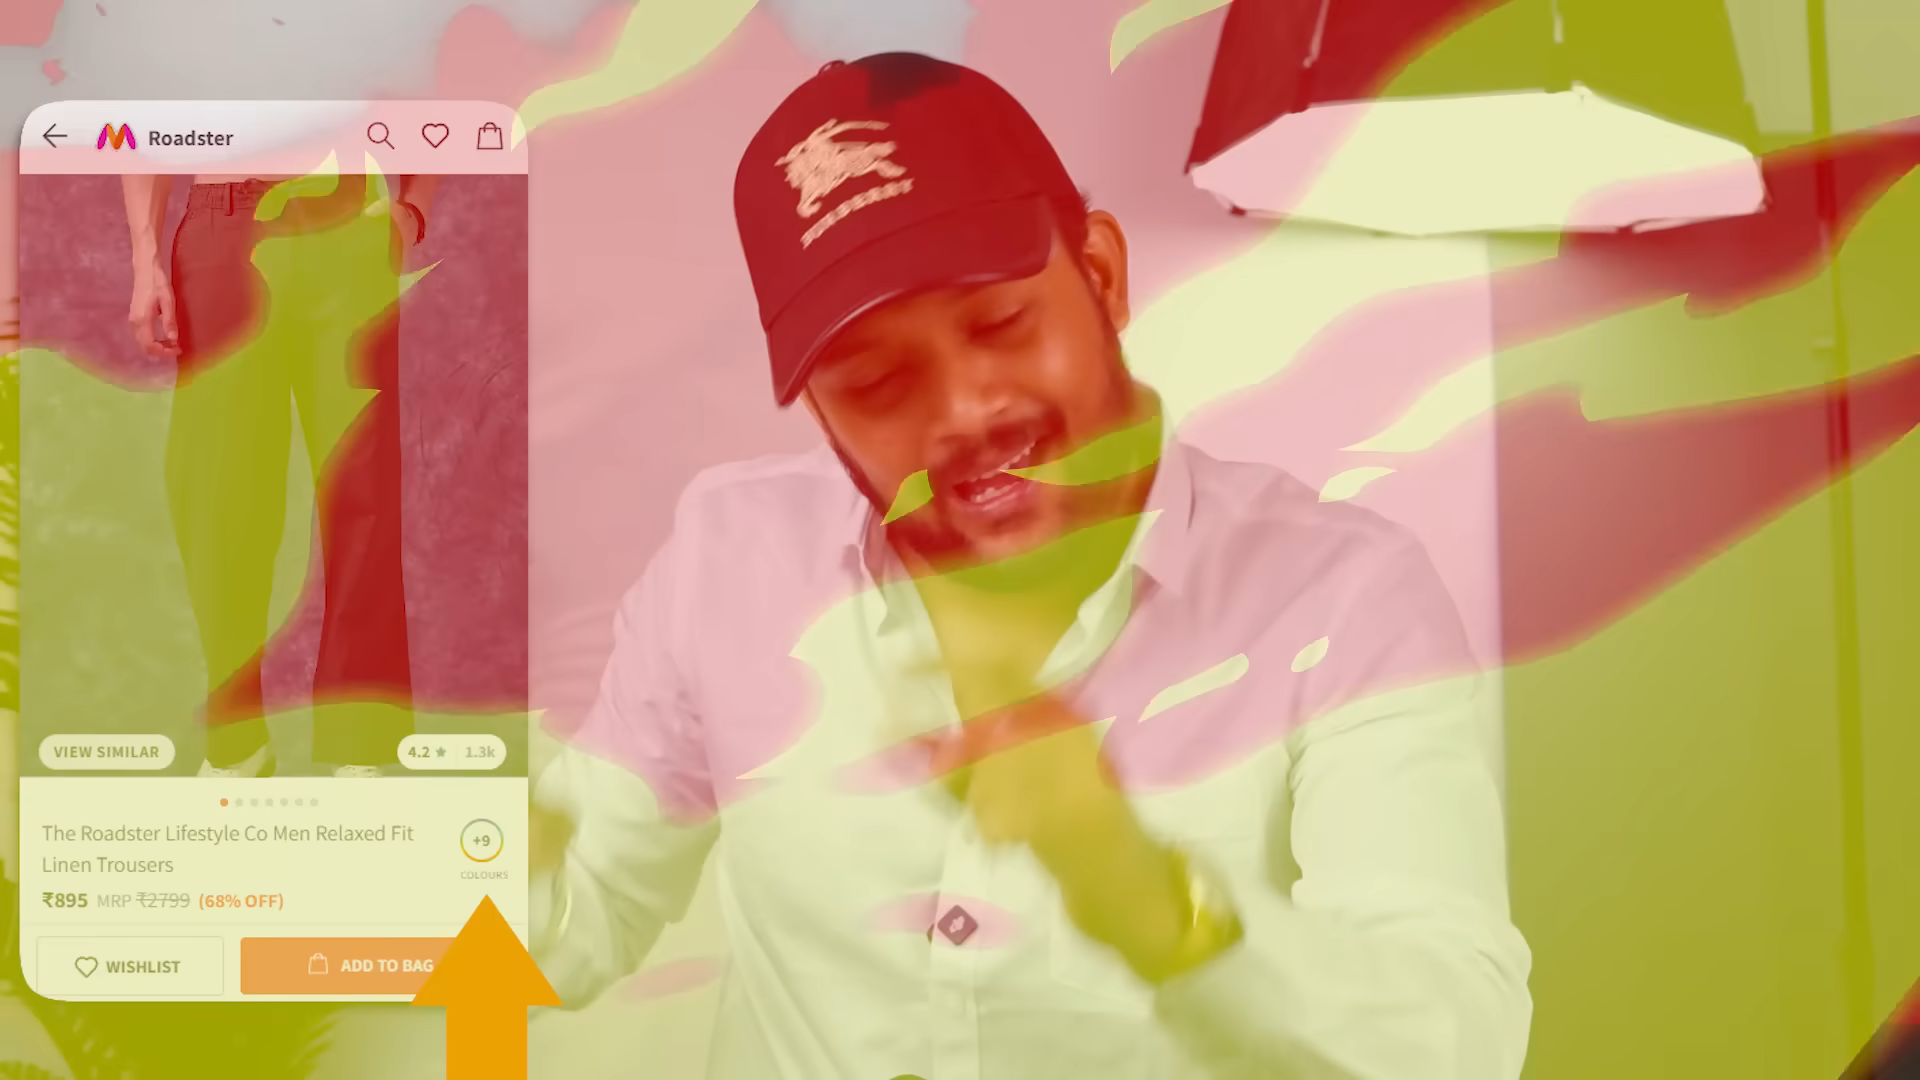 Roadster
BURBERRY
VIEW SIMILAR
4.2 ★ | 1.3k
The Roadster Lifestyle Co Men Relaxed Fit
Linen Trousers
+9
COLOURS
₹895 MRP ₹2799 (68% OFF)
WISHLIST
ADD TO BAG